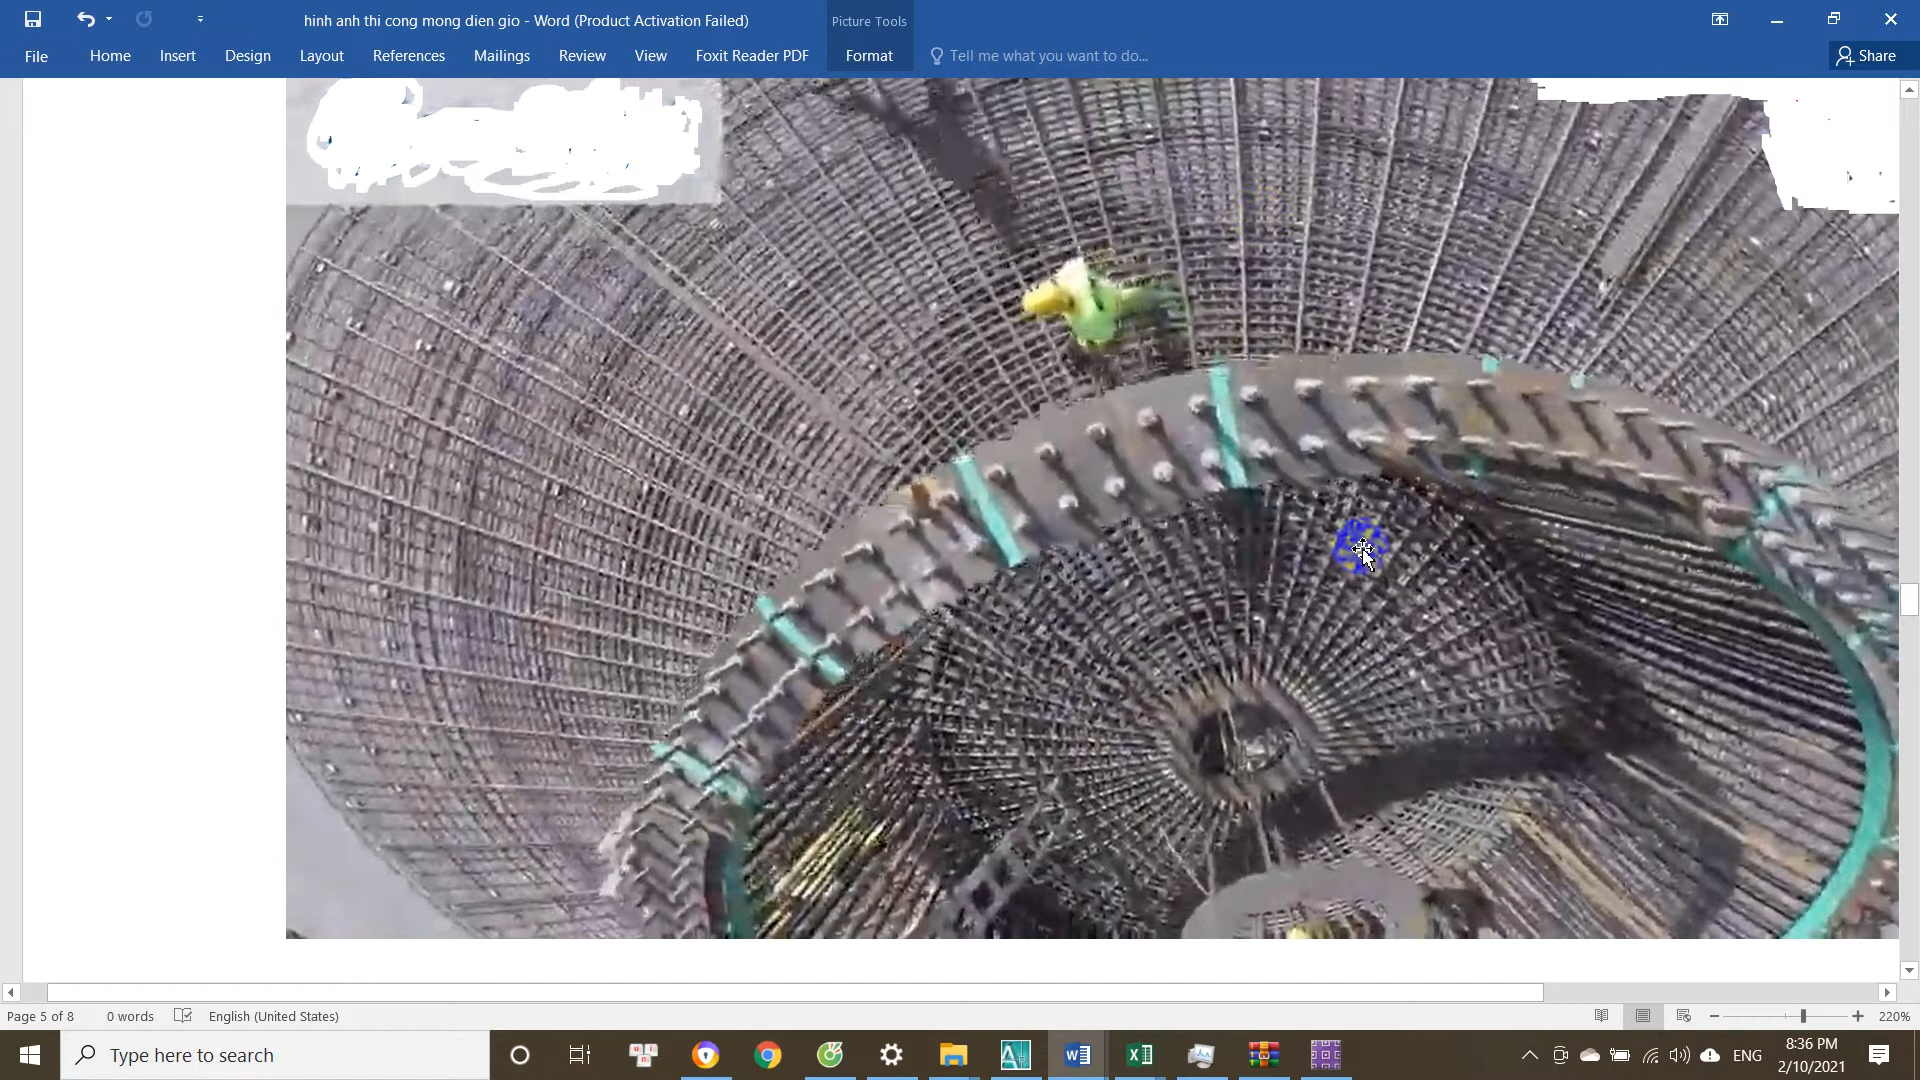 hinh anh thi cong mong dien gio - Word (Product Activation Failed)
Picture Tools
File
Home
Insert
Design
Layout
References
Mailings
Review
View
Foxit Reader PDF
Format
Tell me what you want to do...
Share
Page 5 of 8
0 words
English (United States)
220%
Type here to search
ENG
8:36 PM
2/10/2021